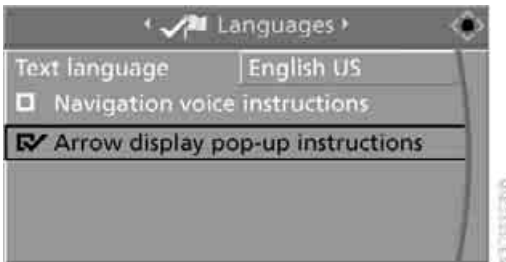 Languages
Text language English US
Navigation voice instructions
Arrow display pop-up instructions